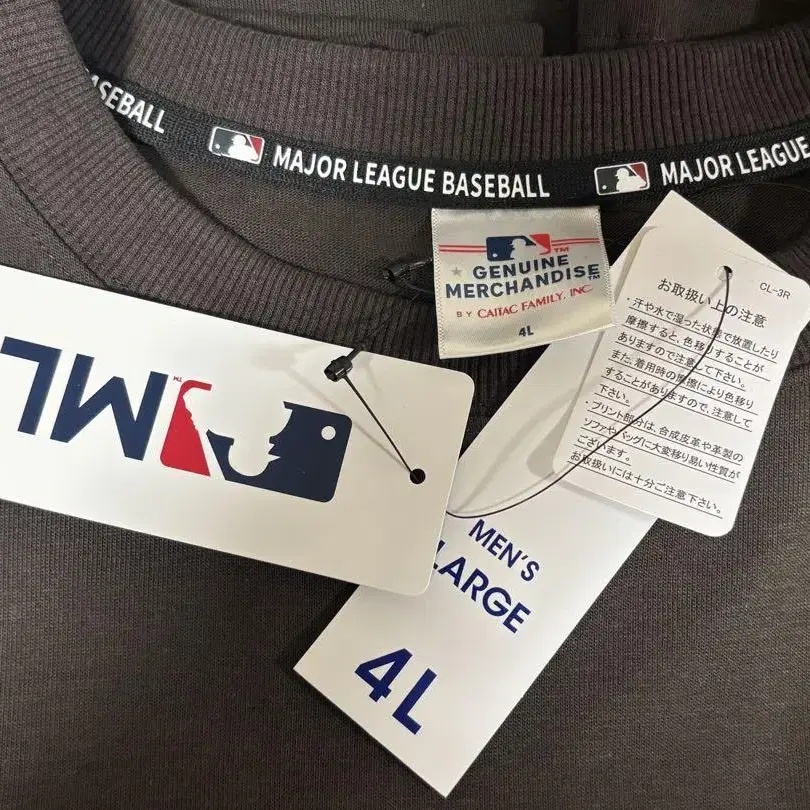 SEBALL
MAJOR LEAGUE BASEBALL
MAJOR LEAGUE
GENUINE
MERCHANDISE™
BY CAITAC FAMILY, INC.
4L
CL-3R
お取扱い上の注意
・汗や水で湿った状態で放置したり
摩擦すると、色移りすることが
ありますので注意して下さい。
また、着用時の摩擦により色移り
することがありますので、注意して
下さい。
・プリント部分は、合成皮革や革製の
ソファやバッグに大変移り易い性質が
ございます。
お取扱いには十分ご注意下さい。
ML
MEN'S
LARGE
4L